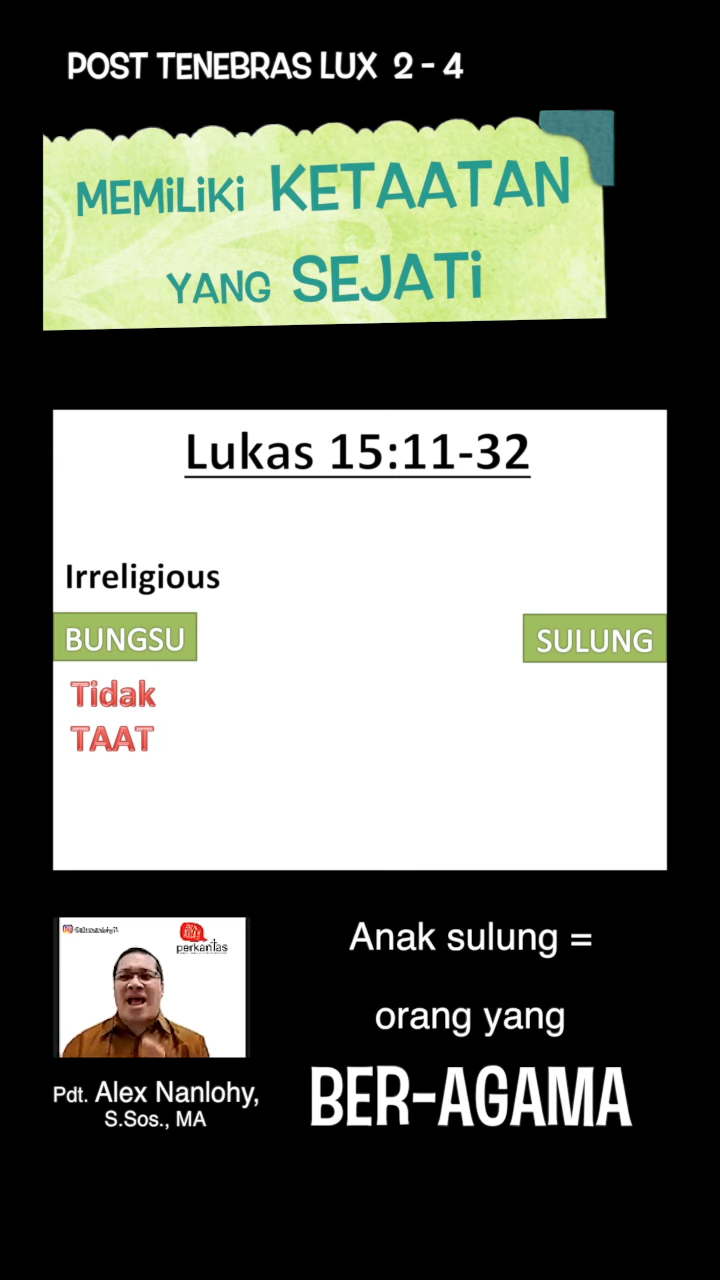 POST TENEBRAS LUX 2 - 4
MEMiLiKi KETAATAN
YANG SEJATi
Lukas 15:11-32
Irreligious
BUNGSU
SULUNG
Tidak
TAAT
perkantas
Anak sulung =
orang yang
BER-AGAMA
Pdt. Alex Nanlohy,
S.Sos., MA